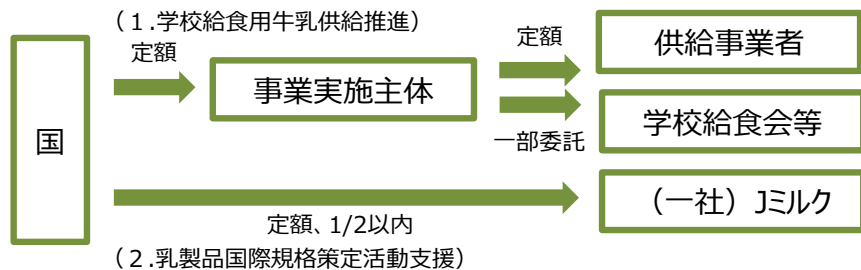 （１.学校給食用牛乳供給推進）
定額
定額
国
事業実施主体
供給事業者
学校給食会等
一部委託
（一社）Jミルク
定額、1/2以内
（２.乳製品国際規格策定活動支援）